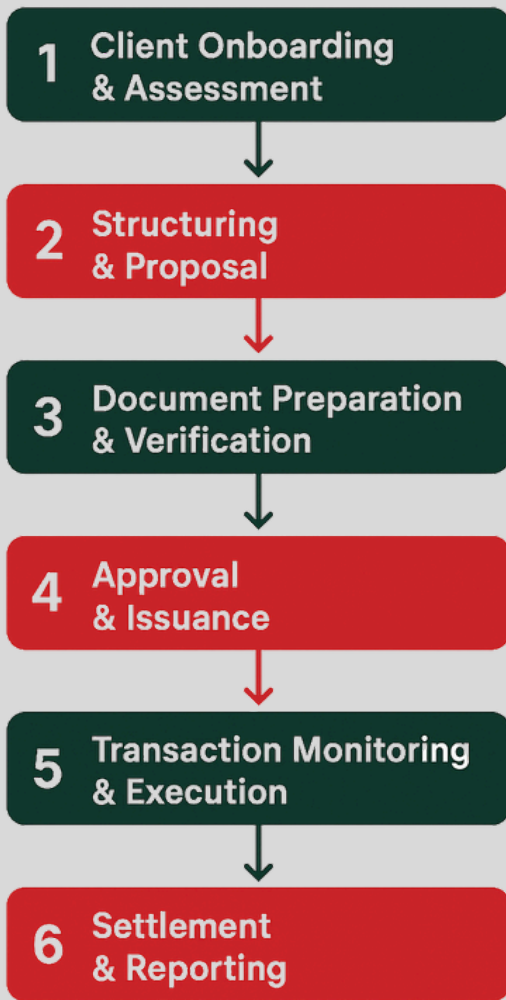 1
Client Onboarding
& Assessment
2
Structuring
& Proposal
3
Document Preparation
& Verification
4
Approval
& Issuance
5
Transaction Monitoring
& Execution
6
Settlement
& Reporting